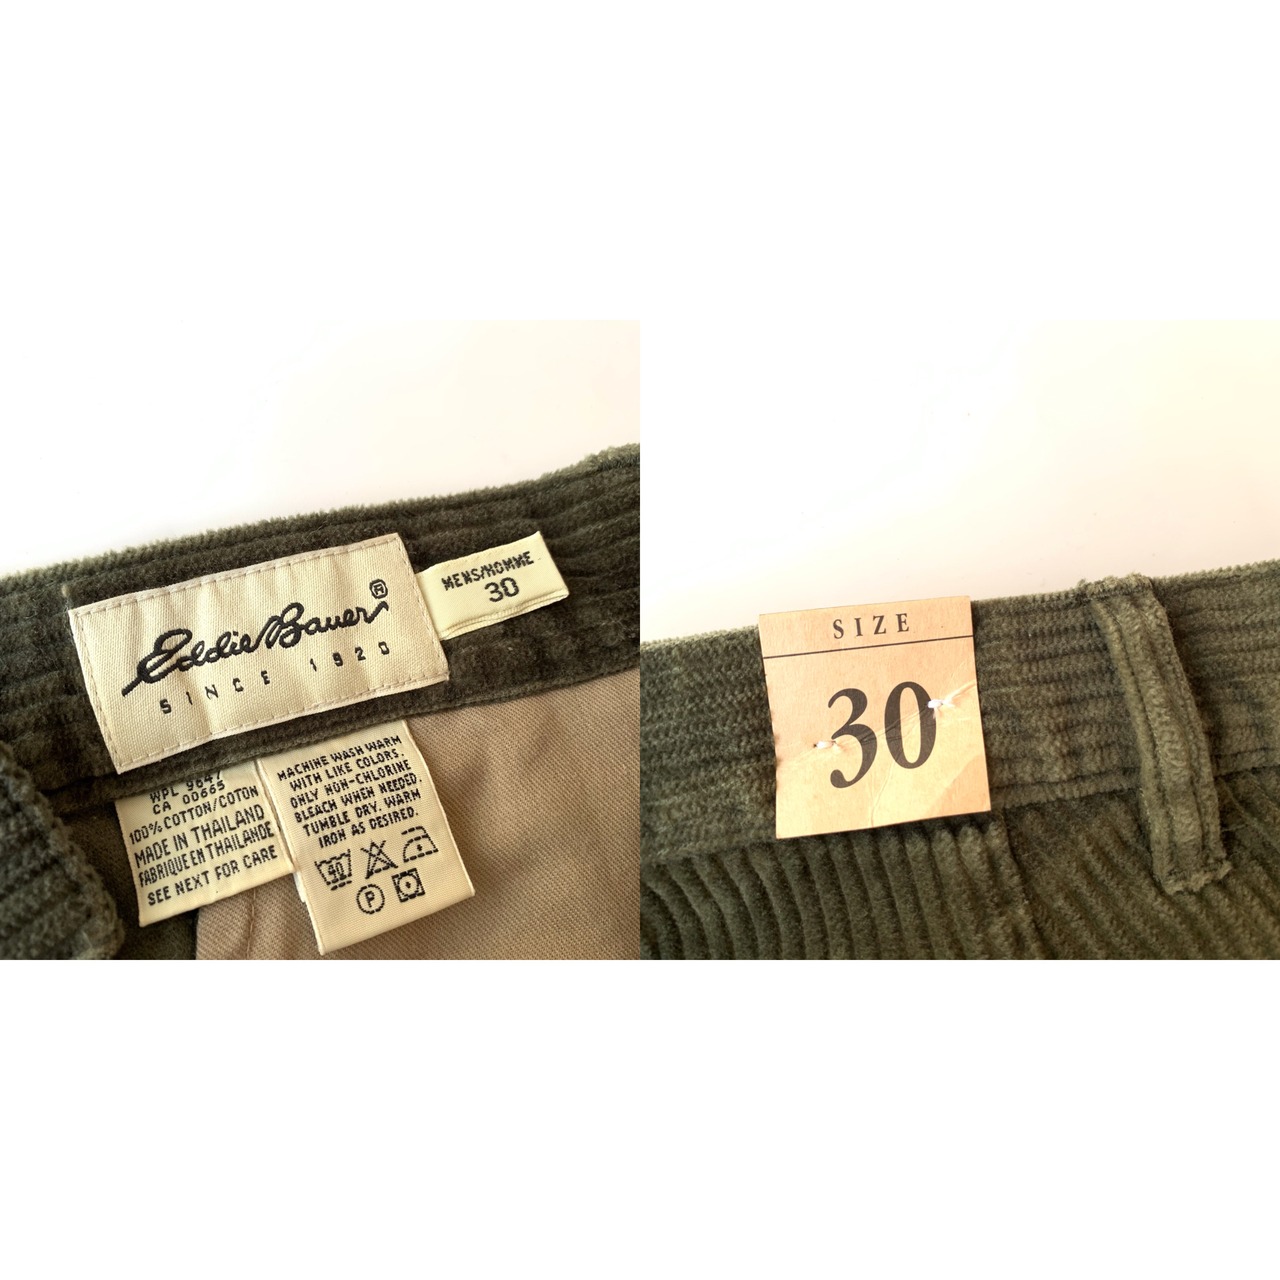 Eddie Bauer®
SINCE 1920
MENS/HOMME
30
WPL 9647
CA 00665
100% COTTON/COTON
MADE IN THAILAND
FABRIQUE EN THAILANDE
SEE NEXT FOR CARE
MACHINE WASH WARM
WITH LIKE COLORS.
ONLY NON-CHLORINE
BLEACH WHEN NEEDED.
TUMBLE DRY. WARM
IRON AS DESIRED.
40
P
SIZE
30